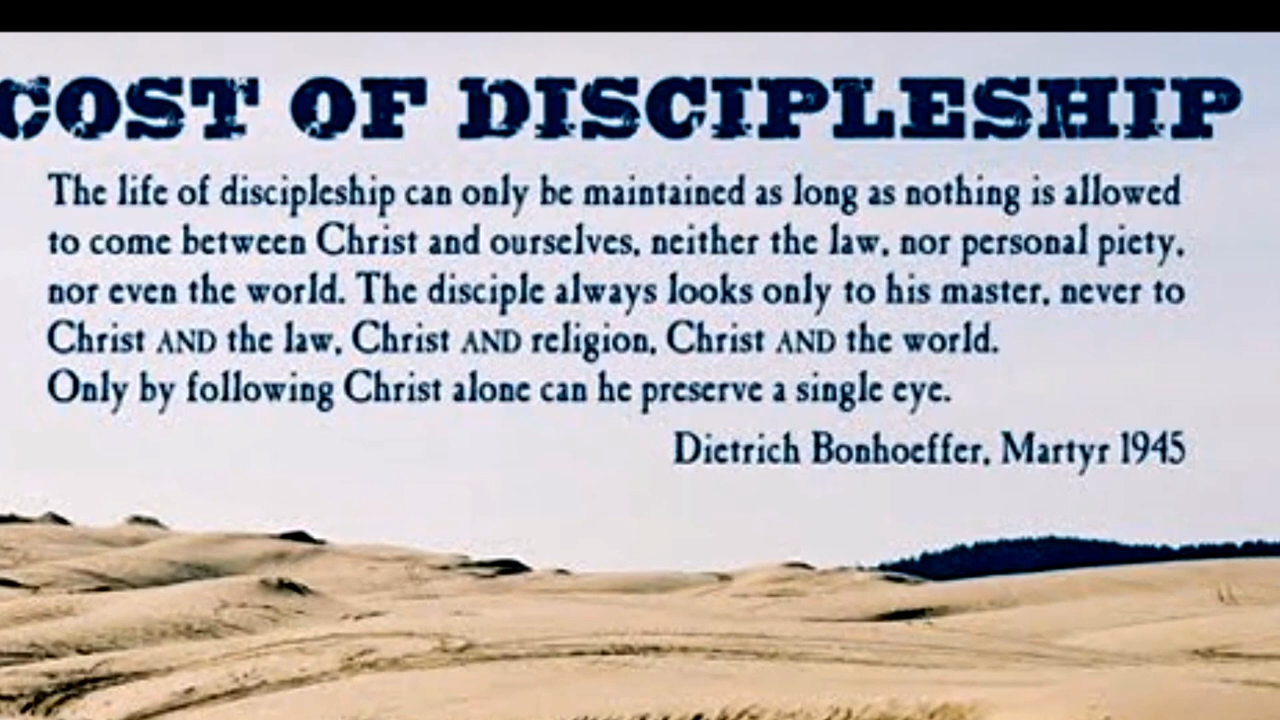 COST OF DISCIPLESHIP
The life of discipleship can only be maintained as long as nothing is allowed
to come between Christ and ourselves, neither the law, nor personal piety,
nor even the world. The disciple always looks only to his master, never to
Christ AND the law, Christ AND religion, Christ AND the world.
Only by following Christ alone can he preserve a single eye.
Dietrich Bonhoeffer, Martyr 1945